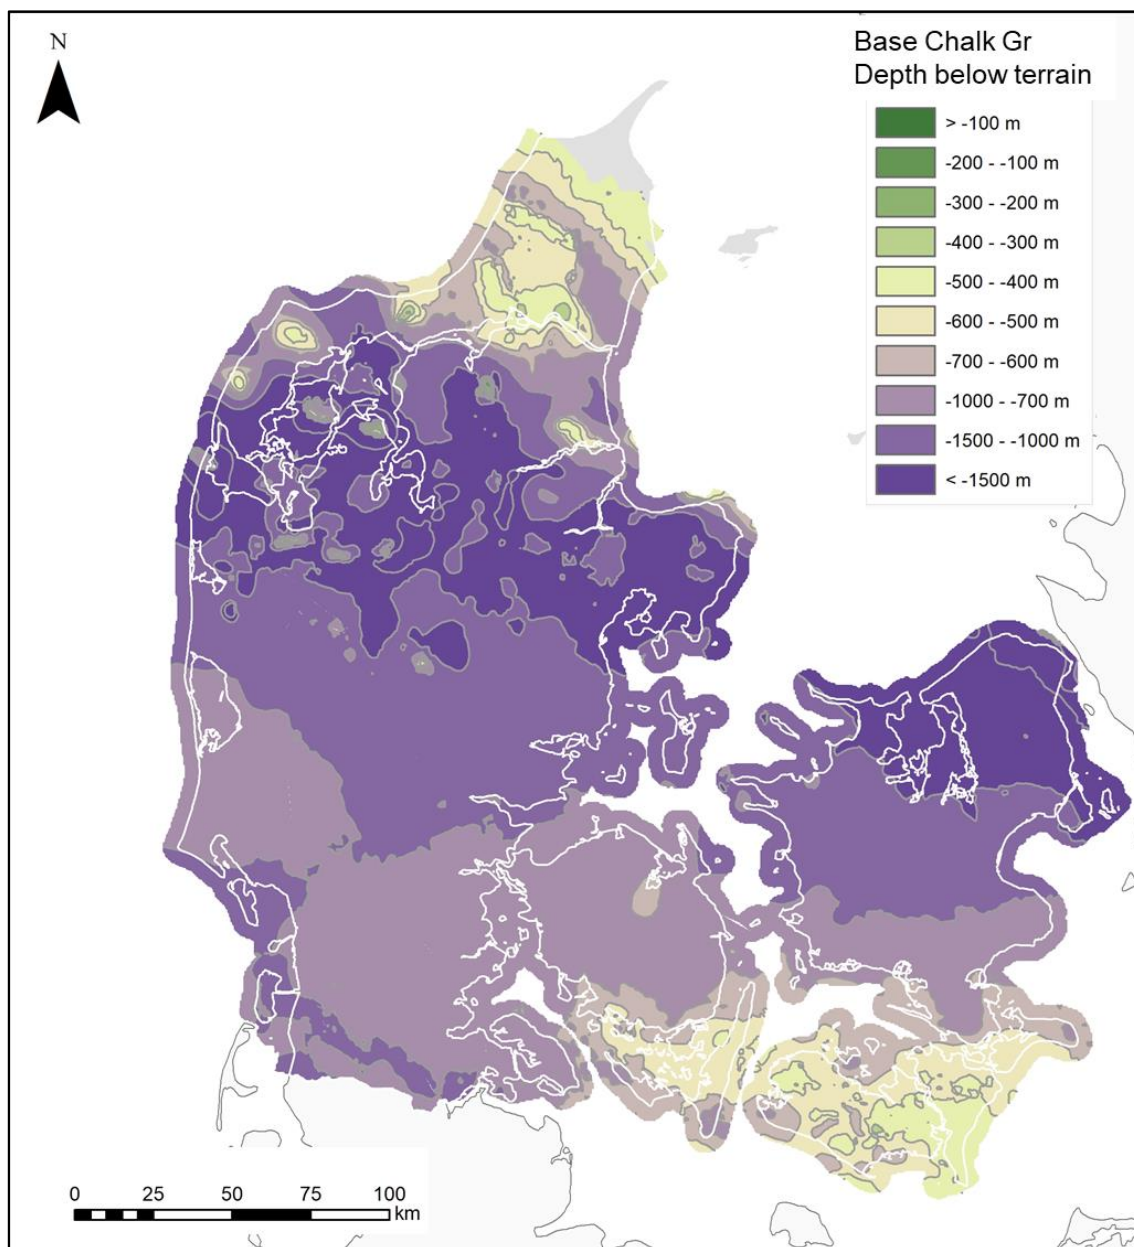 N
Base Chalk Gr
Depth below terrain
> -100 m
-200 - -100 m
-300 - -200 m
-400 - -300 m
-500 - -400 m
-600 - -500 m
-700 - -600 m
-1000 - -700 m
-1500 - -1000 m
< -1500 m
0 25 50 75 100
km